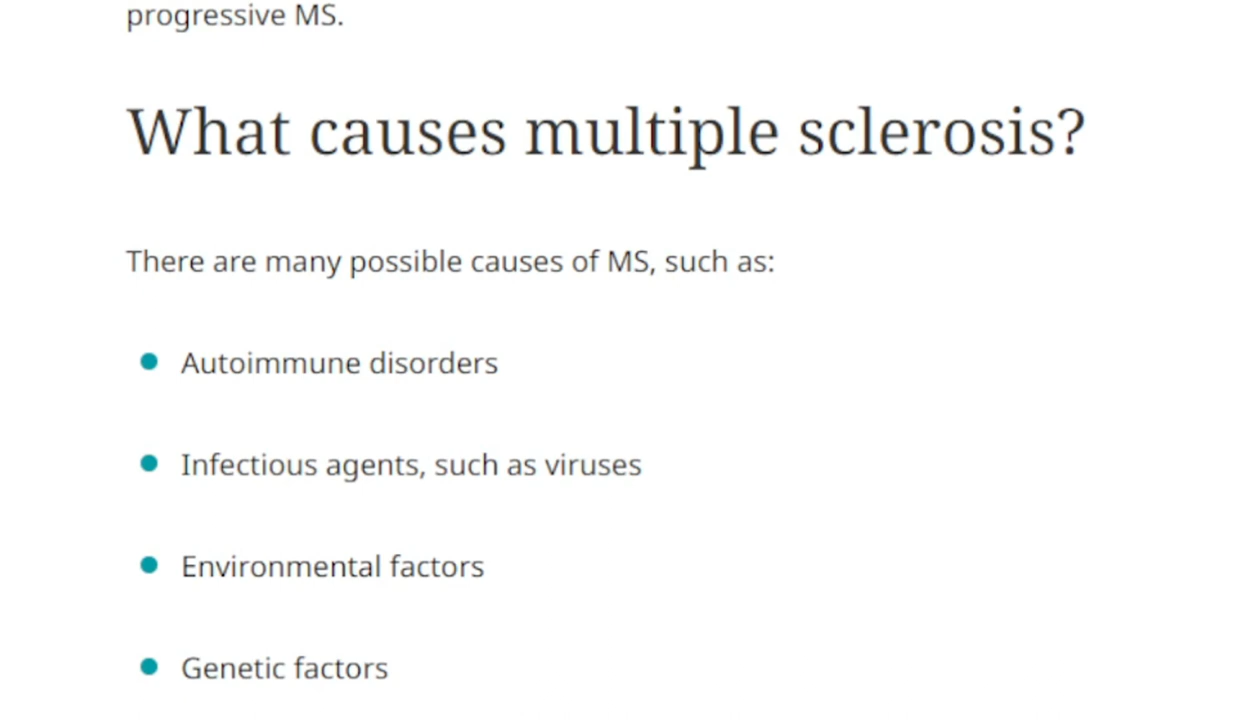 progressive MS.
What causes multiple sclerosis?
There are many possible causes of MS, such as:
Autoimmune disorders
Infectious agents, such as viruses
Environmental factors
Genetic factors